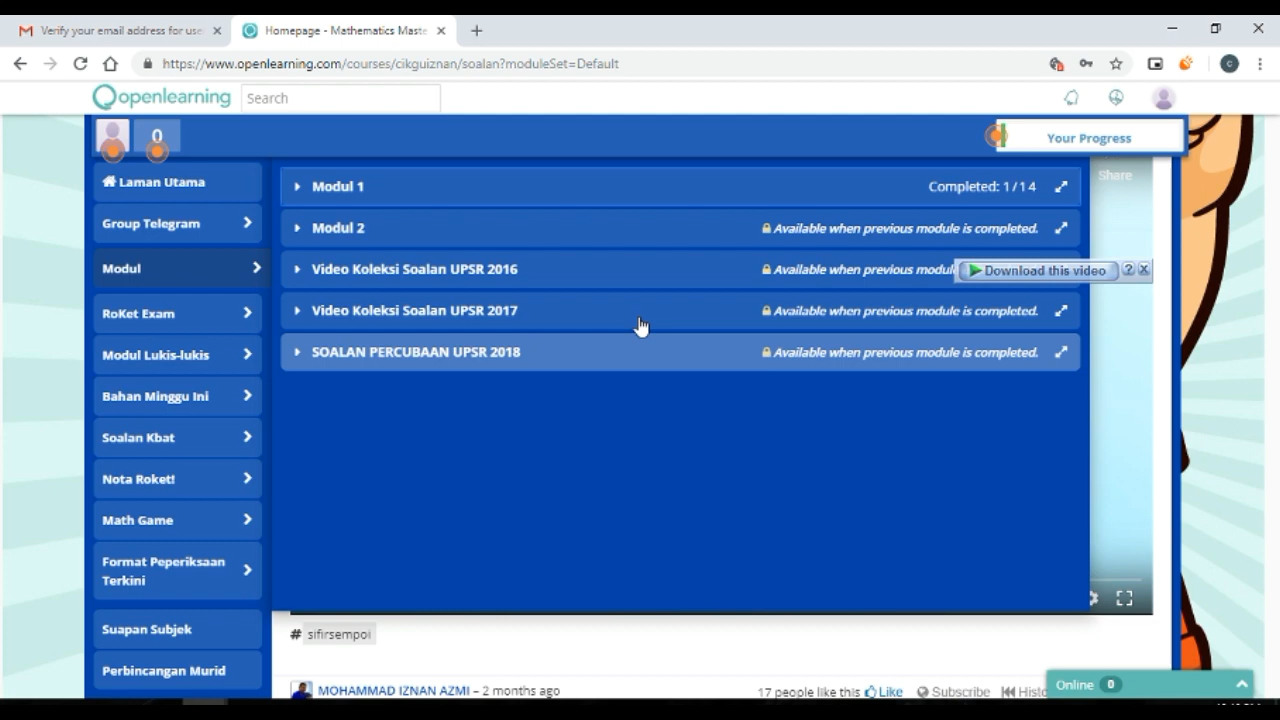 Verify your email address for use
Homepage - Mathematics Maste
https://www.openlearning.com/courses/cikguiznan/soalan?moduleSet=Default
C
openlearning
Search
0
Your Progress
Laman Utama
Modul 1
Completed: 1/14
Share
Group Telegram
Modul 2
Available when previous module is completed.
Modul
Video Koleksi Soalan UPSR 2016
Available when previous modul
Download this video
?
RoKet Exam
Video Koleksi Soalan UPSR 2017
Available when previous module is completed.
Modul Lukis-lukis
SOALAN PERCUBAAN UPSR 2018
Available when previous module is completed.
Bahan Minggu Ini
Soalan Kbat
Nota Roket!
Math Game
Format Peperiksaan
Terkini
Suapan Subjek
# sifirsempoi
Perbincangan Murid
MOHAMMAD IZNAN AZMI – 2 months ago
17 people like this Like Subscribe Histo
Online 0